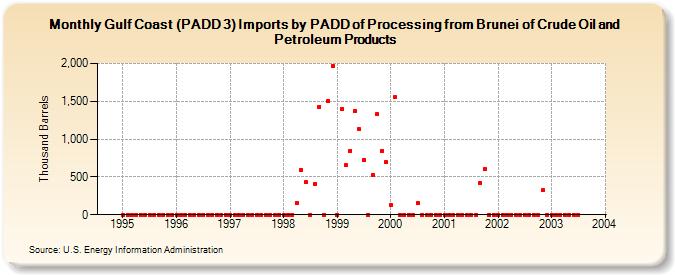 Monthly Gulf Coast (PADD 3) Imports by PADD of Processing from Brunei of Crude Oil and
Petroleum Products
Thousand Barrels
2,000
1,500
1,000
500
0
1995 1996 1997 1998 1999 2000 2001 2002 2003 2004
Source: U.S. Energy Information Administration